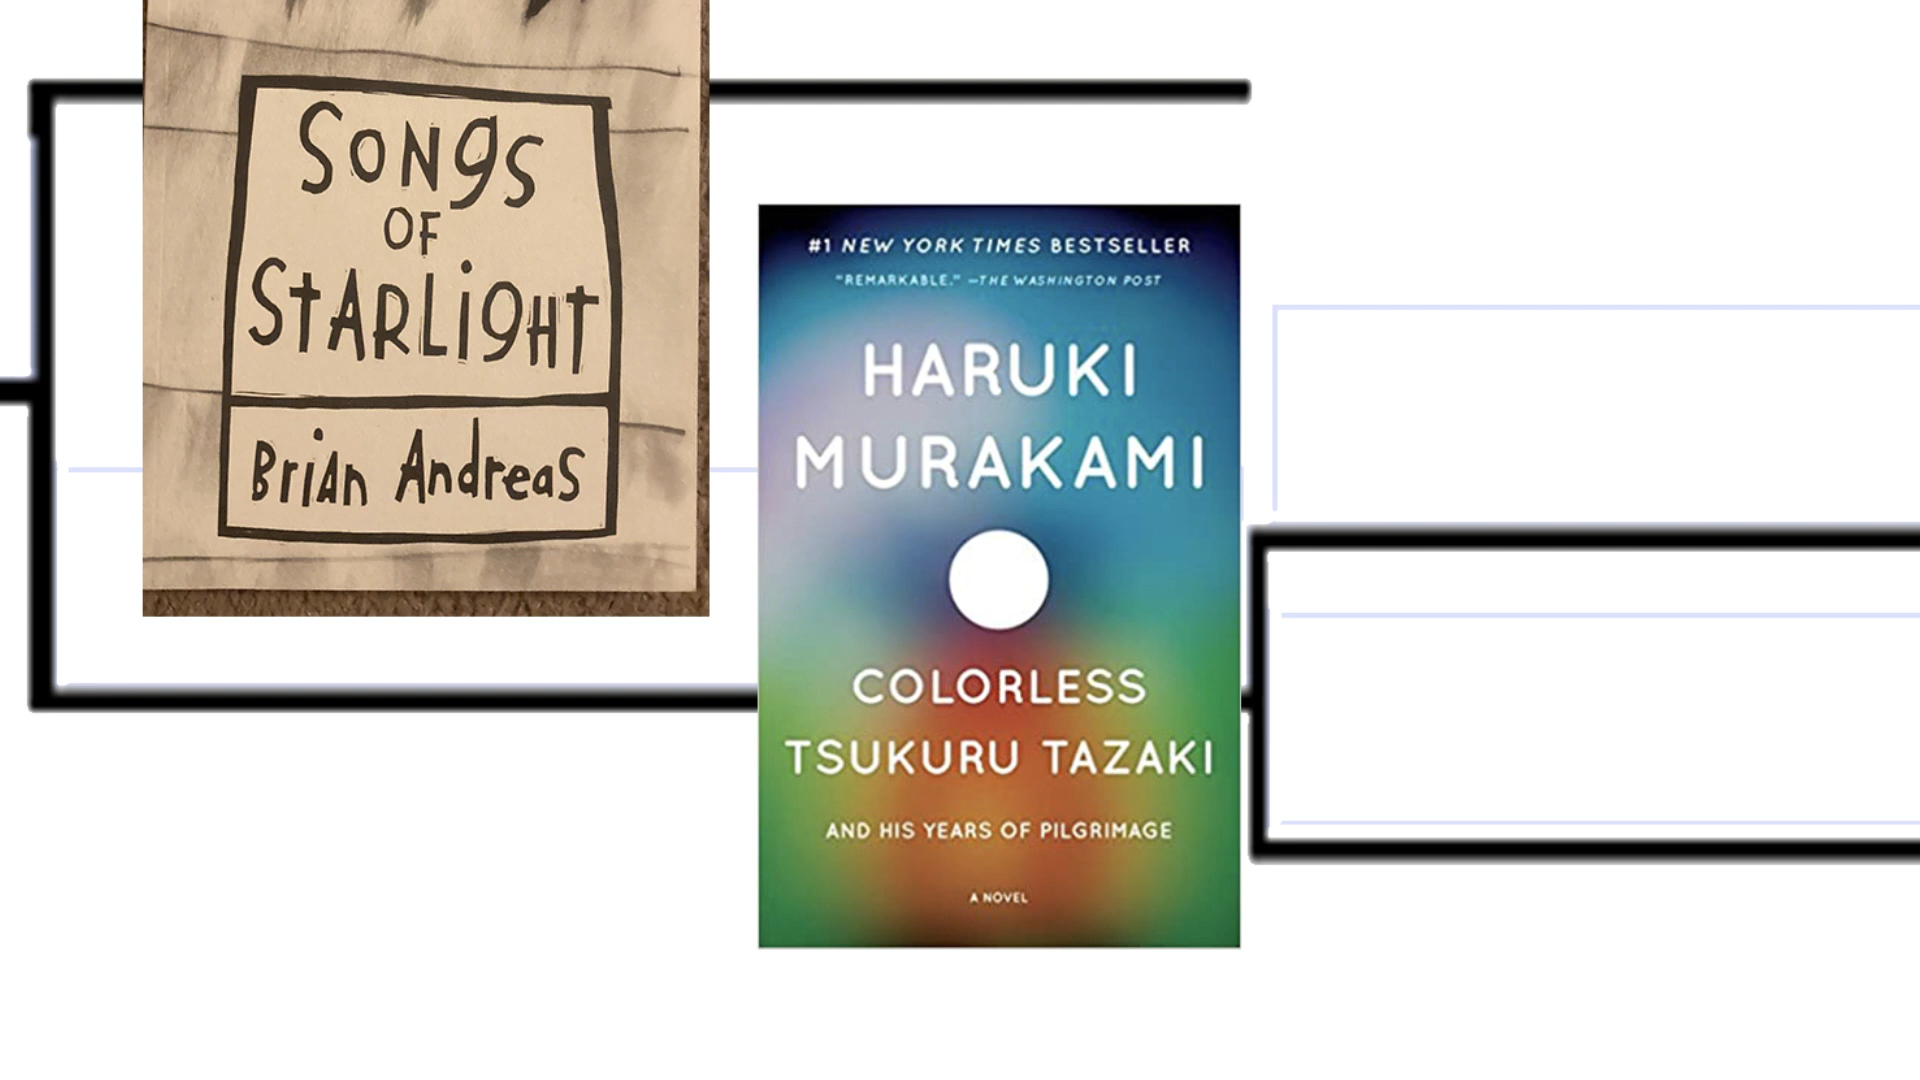 SONgS
OF
StARLigHT
BriAn AndreaS
#1 NEW YORK TIMES BESTSELLER
"REMARKABLE." —THE WASHINGTON POST
HARUKI
MURAKAMI
COLORLESS
TSUKURU TAZAKI
AND HIS YEARS OF PILGRIMAGE
A NOVEL